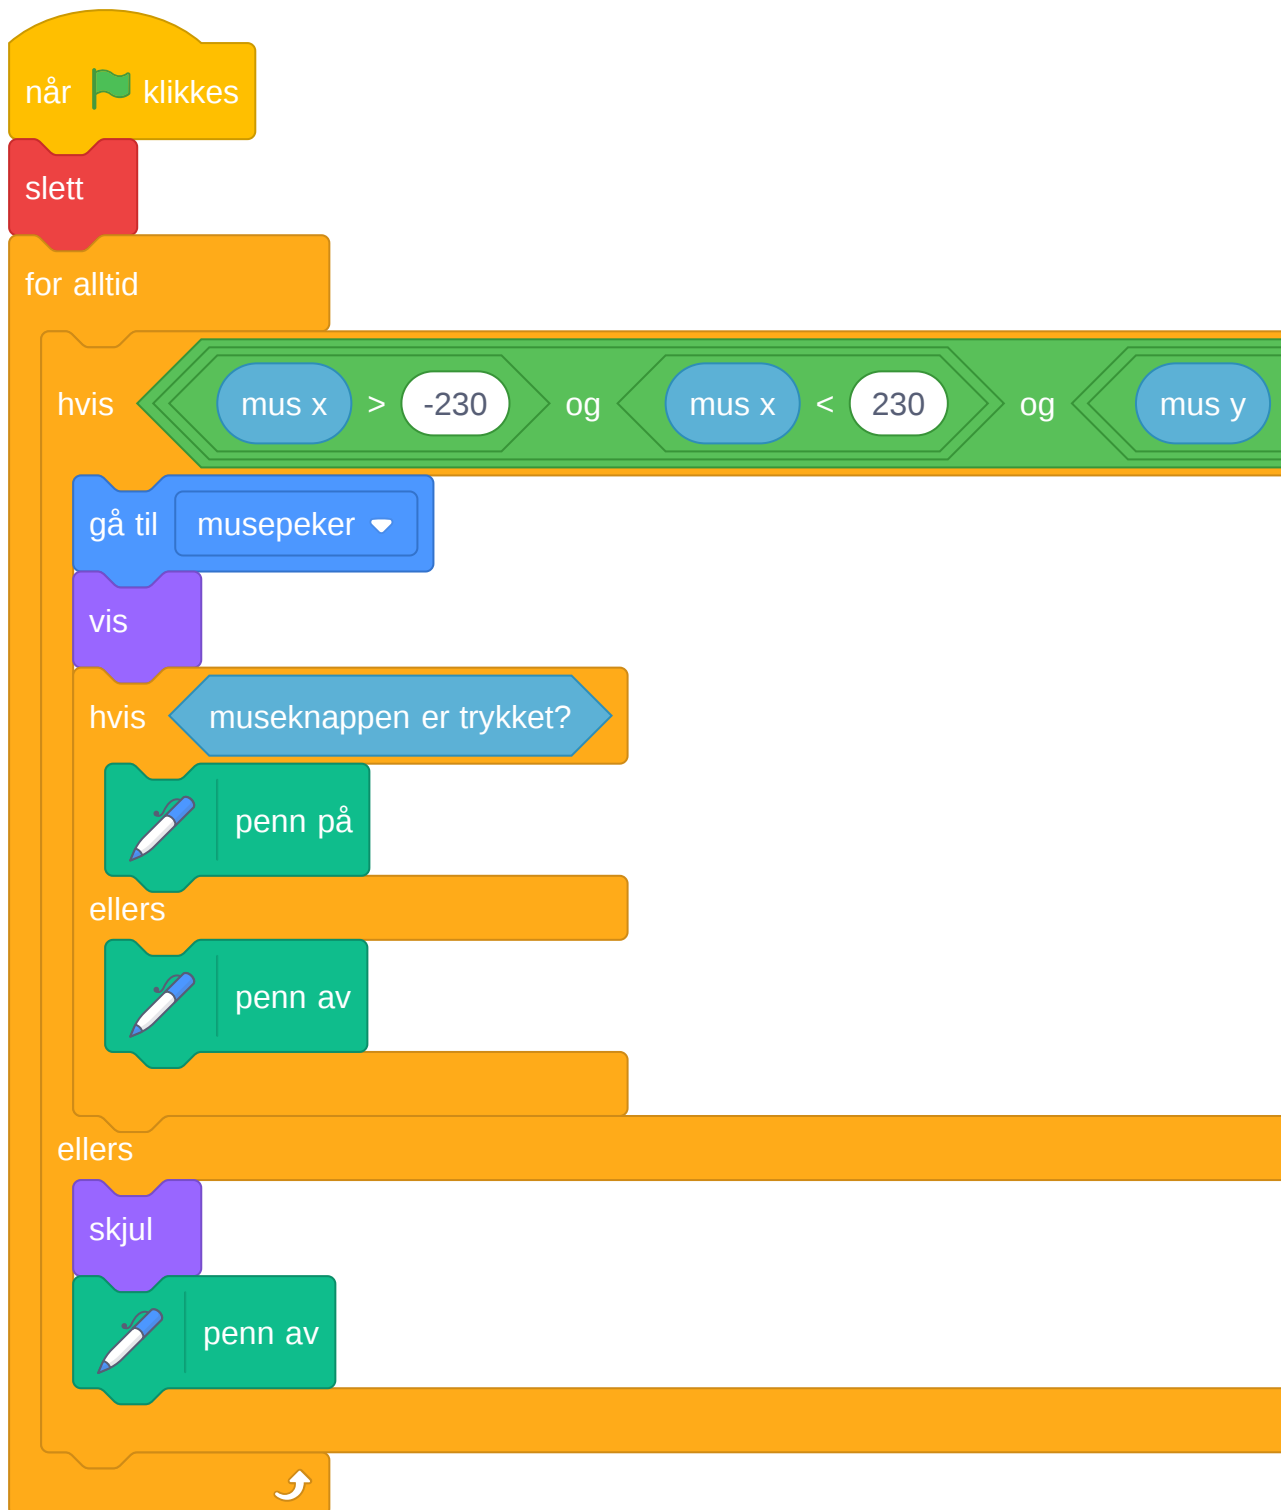 når klikkes
slett
for alltid
hvis mus x > -230 og mus x < 230 og mus y
gå til musepeker
vis
hvis museknappen er trykket?
penn på
ellers
penn av
ellers
skjul
penn av